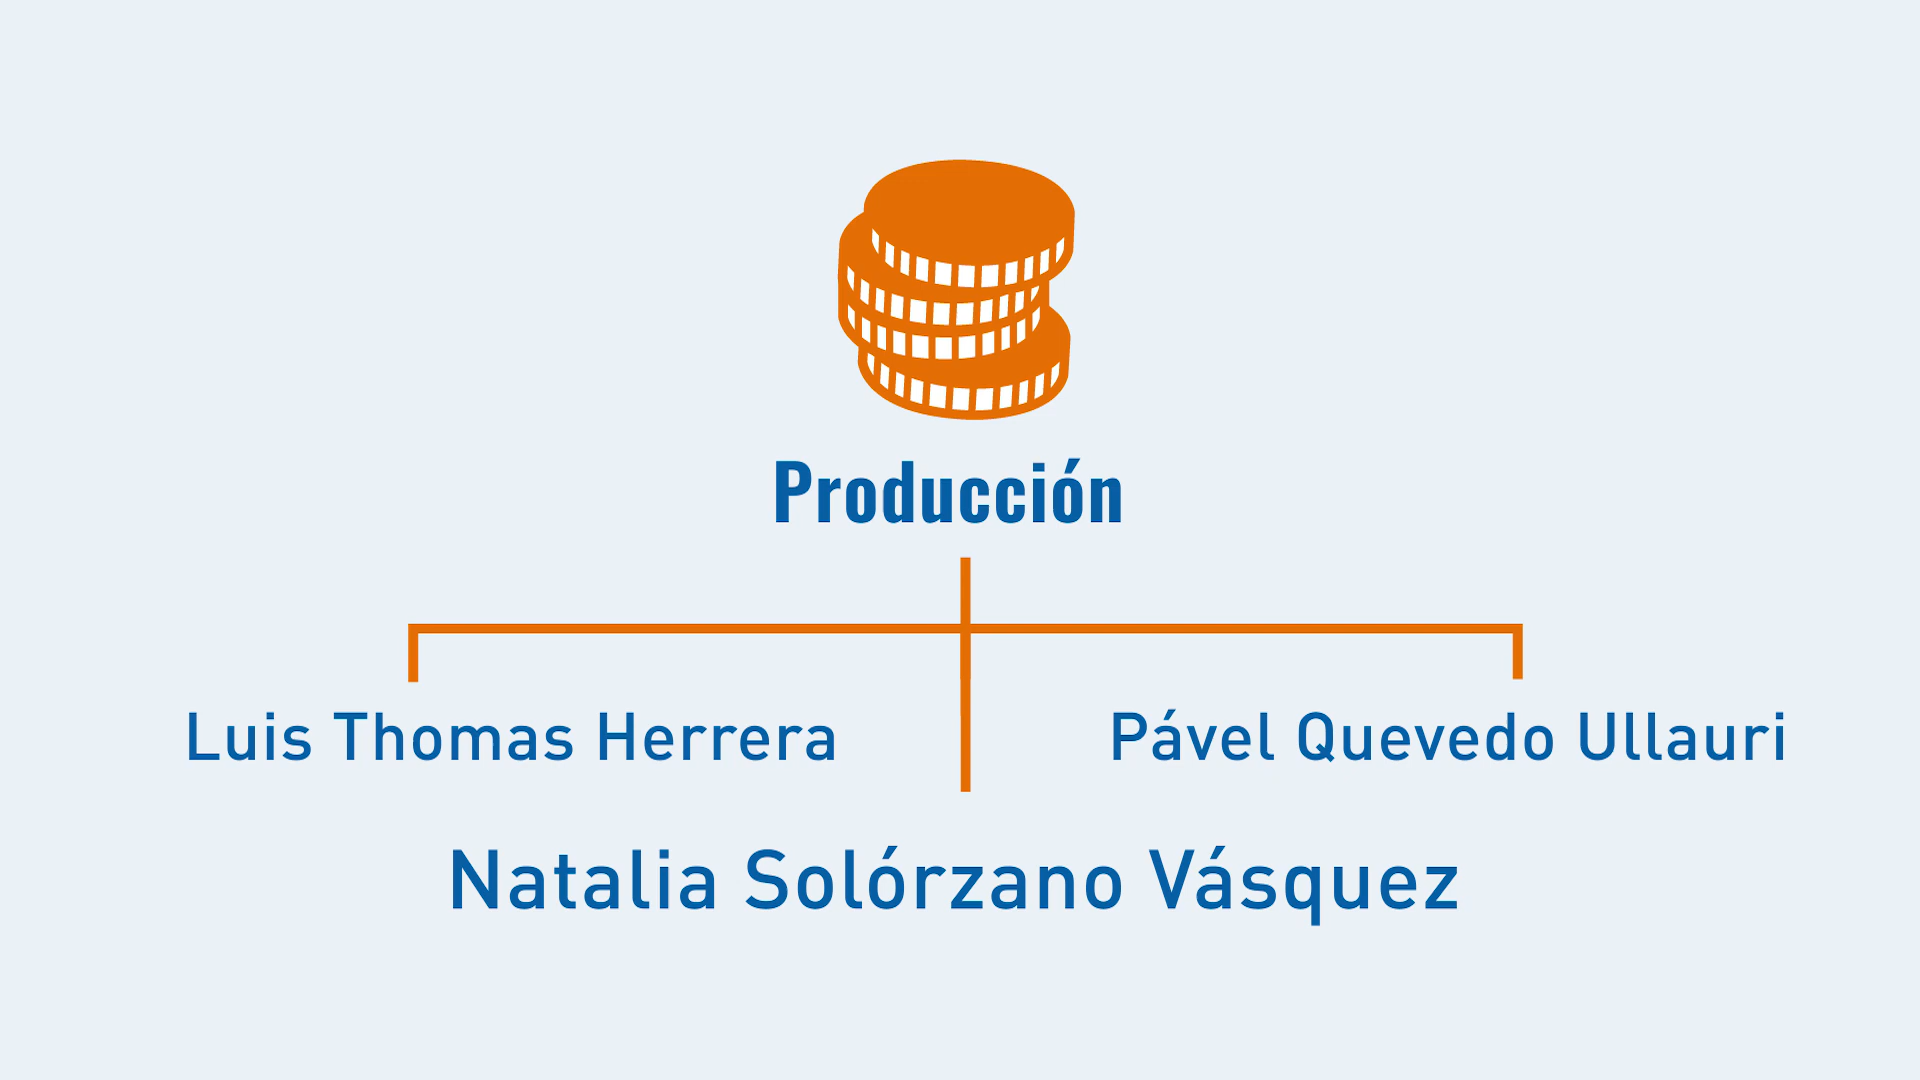 Producción
Luis Thomas Herrera
Pável Quevedo Ullauri
Natalia Solórzano Vásquez